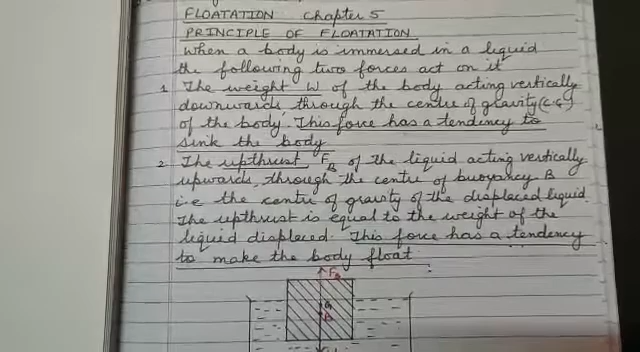 FLOATATION Chapter 5
PRINCIPLE OF FLOATATION
When a body is immersed in a liquid
the following two forces act on it
1. The weight W of the body acting vertically
downwards through the centre of gravity (C.G)
of the body. This force has a tendency to
sink the body.
2. The upthrust, FB of the liquid acting vertically
upwards, through the centre of buoyancy B
i.e the centre of gravity of the displaced liquid.
The upthrust is equal to the weight of the
liquid displaced. This force has a tendency
to make the body float.
FB
G
B